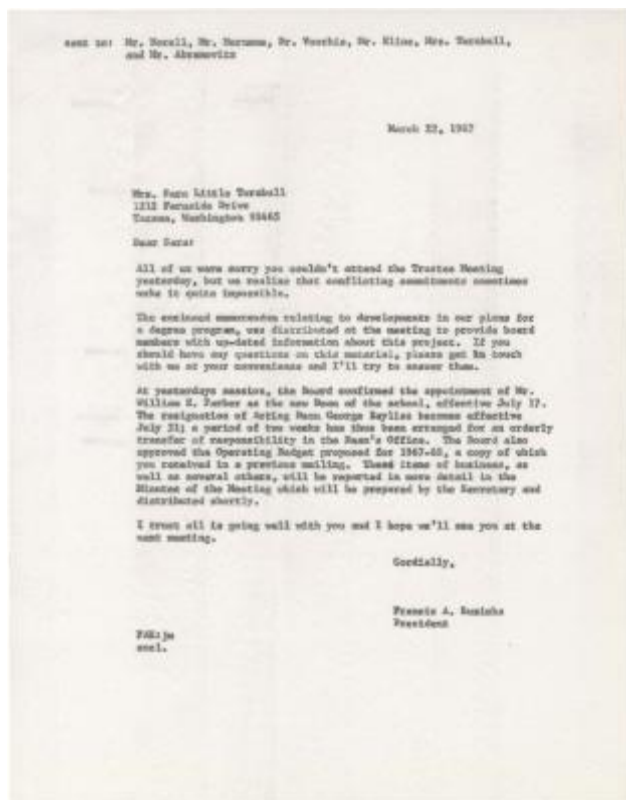 sent to: Mr. Mr. Dr. Voorhis, Mr. Kline, Mrs. Turnbull,
and Mr. Abramovitz
March 22, 1967
Mrs. Sara Little Turnbull
1212 Fernside Drive
Tacoma, Washington 98465
Dear Sara:
All of us were sorry you couldn't attend the Trustee Meeting
yesterday, but we realize that conflicting commitments sometimes
make it quite impossible.
The enclosed memorandum relating to developments in our plans for
a degree program, was distributed at the meeting to provide board
members with up-dated information about this project. If you
should have any questions on this material, please get in touch
with me at your convenience and I'll try to answer them.
At yesterdays session, the Board confirmed the appointment of Mr.
William E. Parker as the new Dean of the school, effective July 17.
The resignation of Acting Dean George Bayliss becomes effective
July 31; a period of two weeks has thus been arranged for an orderly
transfer of responsibility in the Dean's Office. The Board also
approved the Operating Budget proposed for 1967-68, a copy of which
you received in a previous mailing. These items of business, as
well as several others, will be reported in more detail in the
Minutes of the Meeting which will be prepared by the Secretary and
distributed shortly.
I trust all is going well with you and I hope we'll see you at the
next meeting.
Cordially,
Francis A. Ruzicka
President
FAR:jm
encl.